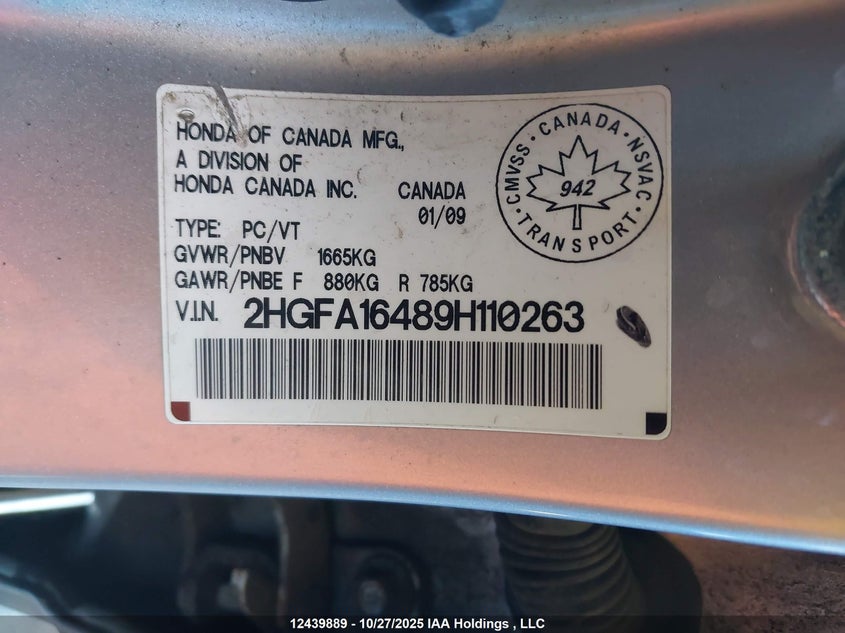 HONDA OF CANADA MFG.,
A DIVISION OF
HONDA CANADA INC. CANADA
01/09
TYPE: PC/VT
GVWR/PNBV 1665KG
GAWR/PNBE F 880KG R 785KG
V.I.N. 2HGFA16489H110263
CMVSS · CANADA · NSVAC · TRANSPORT ·
942
12439889 - 10/27/2025 IAA Holdings , LLC